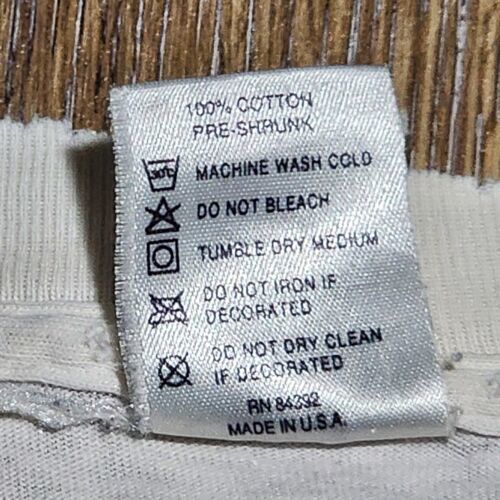 100% COTTON
PRE-SHRUNK
30°C MACHINE WASH COLD
DO NOT BLEACH
TUMBLE DRY MEDIUM
DO NOT IRON IF
DECORATED
DO NOT DRY CLEAN
IF DECORATED
RN 84392
MADE IN U.S.A.